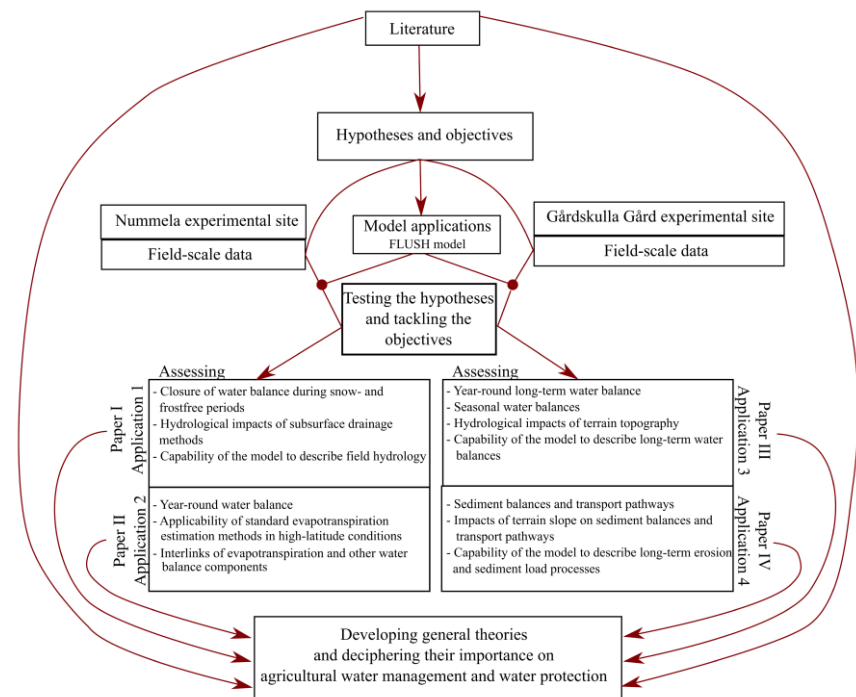 Literature
Hypotheses and objectives
Nummela experimental site
Field-scale data
Model applications
FLUSH model
Gårdskulla Gård experimental site
Field-scale data
Testing the hypotheses
and tackling the
objectives
Assessing
Paper I
Application 1
- Closure of water balance during snow- and
frostfree periods
- Hydrological impacts of subsurface drainage
methods
- Capability of the model to describe field hydrology
Paper II
Application 2
- Year-round water balance
- Applicability of standard evapotranspiration
estimation methods in high-latitude conditions
- Interlinks of evapotranspiration and other water
balance components
Assessing
- Year-round long-term water balance
- Seasonal water balances
- Hydrological impacts of terrain topography
- Capability of the model to describe long-term water
balances
Paper III
Application 3
- Sediment balances and transport pathways
- Impacts of terrain slope on sediment balances and
transport pathways
- Capability of the model to describe long-term erosion
and sediment load processes
Paper IV
Application 4
Developing general theories
and deciphering their importance on
agricultural water management and water protection